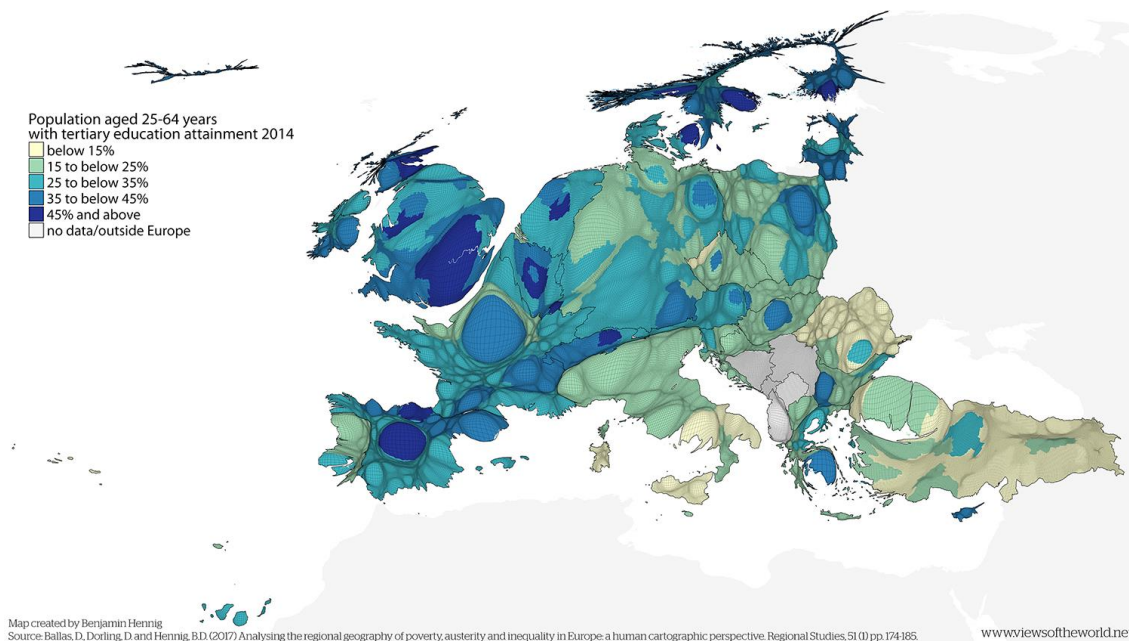 Population aged 25-64 years
with tertiary education attainment 2014
below 15%
15 to below 25%
25 to below 35%
35 to below 45%
45% and above
no data/outside Europe
Map created by Benjamin Hennig
Source: Ballas, D., Dorling, D. and Hennig, B.D. (2017) Analysing the regional geography of poverty, austerity and inequality in Europe: a human cartographic perspective. Regional Studies, 51 (1) pp. 174-185.
www.viewsoftheworld.ne